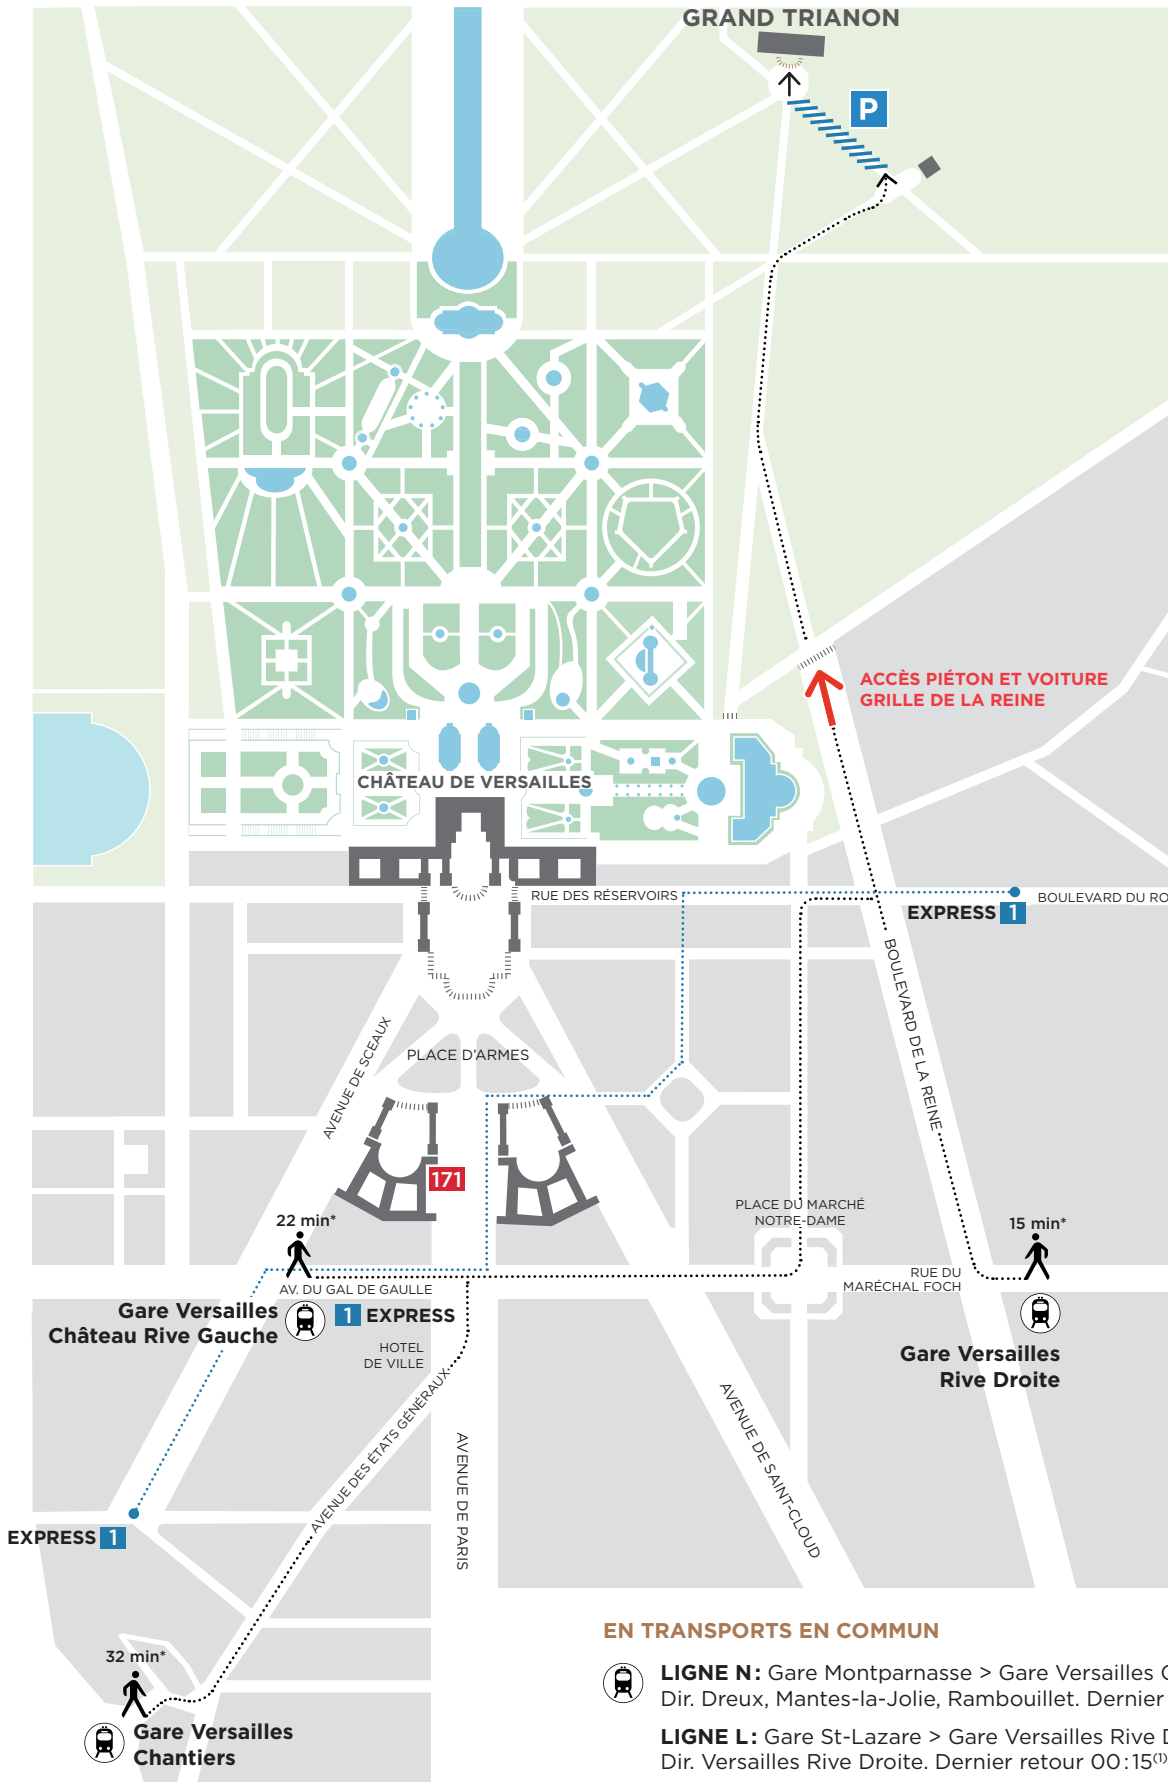 GRAND TRIANON
P
ACCÈS PIÉTON ET VOITURE
GRILLE DE LA REINE
CHÂTEAU DE VERSAILLES
RUE DES RÉSERVOIRS
BOULEVARD DU RO
EXPRESS 1
BOULEVARD DE LA REINE
AVENUE DE SCEAUX
PLACE D'ARMES
171
PLACE DU MARCHÉ
NOTRE-DAME
22 min*
15 min*
RUE DU
MARÉCHAL FOCH
AV. DU GAL DE GAULLE
Gare Versailles
Château Rive Gauche
1 EXPRESS
HOTEL
DE VILLE
Gare Versailles
Rive Droite
AVENUE DES ÉTATS GÉNÉRAUX
AVENUE DE PARIS
AVENUE DE SAINT-CLOUD
EXPRESS 1
32 min*
Gare Versailles
Chantiers
EN TRANSPORTS EN COMMUN
LIGNE N : Gare Montparnasse > Gare Versailles C
Dir. Dreux, Mantes-la-Jolie, Rambouillet. Dernier
LIGNE L : Gare St-Lazare > Gare Versailles Rive D
Dir. Versailles Rive Droite. Dernier retour 00:15(1)